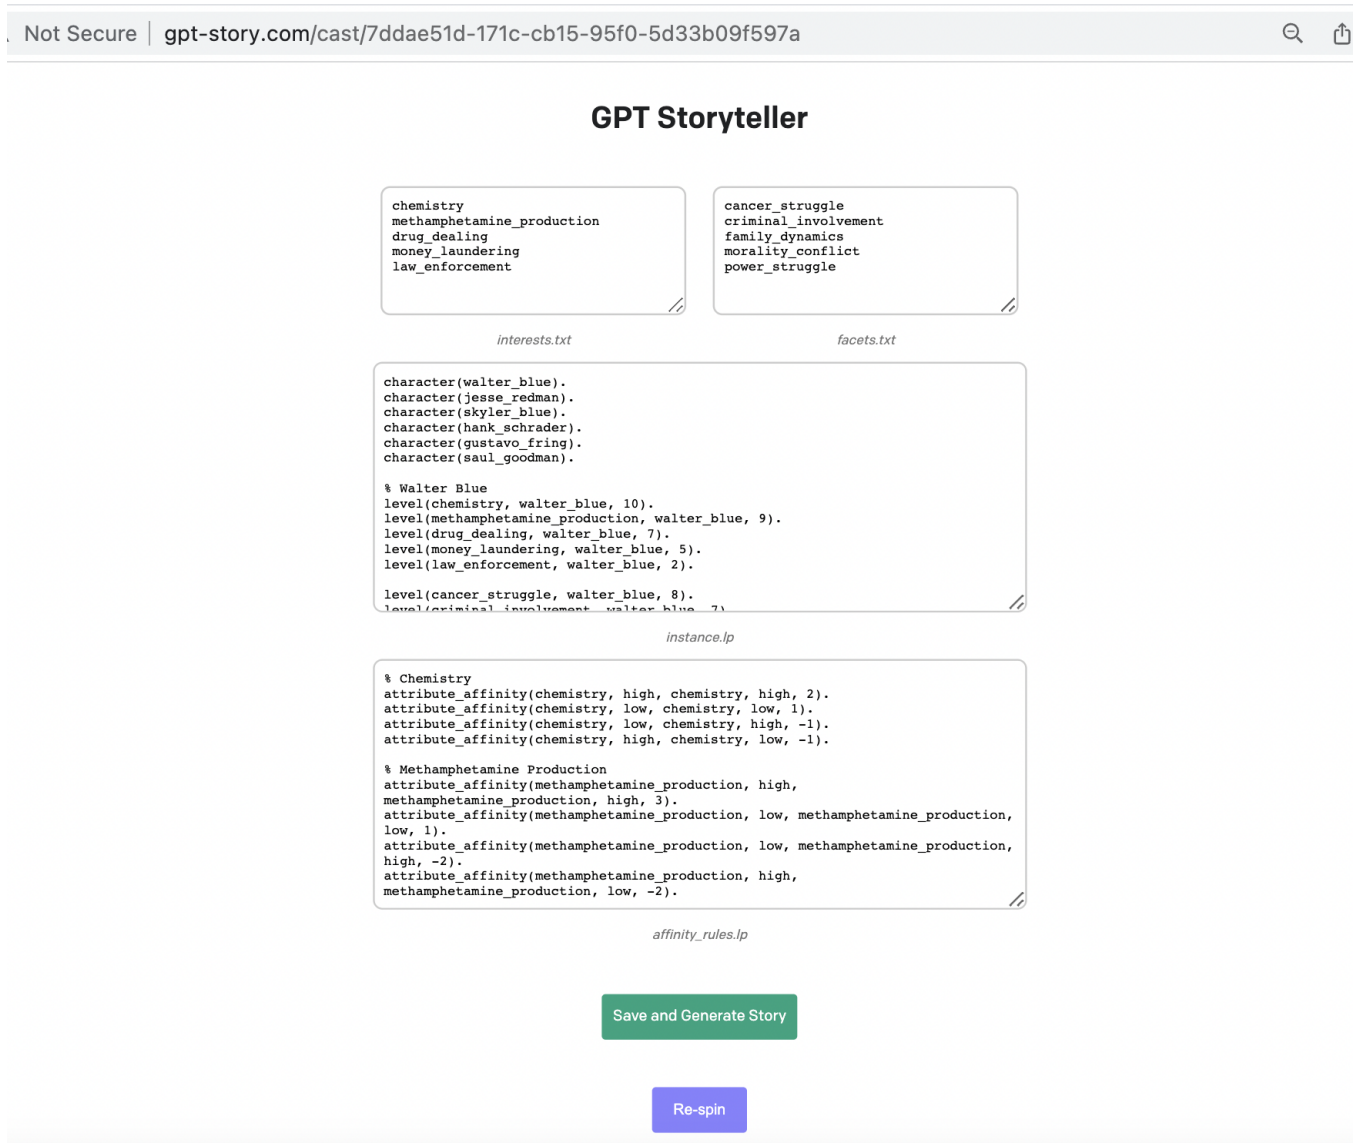 Not Secure | gpt-story.com/cast/7ddae51d-171c-cb15-95f0-5d33b09f597a
GPT Storyteller
chemistry
methamphetamine_production
drug_dealing
money_laundering
law_enforcement
interests.txt
cancer_struggle
criminal_involvement
family_dynamics
morality_conflict
power_struggle
facets.txt
character(walter_blue).
character(jesse_redman).
character(skyler_blue).
character(hank_schrader).
character(gustavo_fring).
character(saul_goodman).
% Walter Blue
level(chemistry, walter_blue, 10).
level(methamphetamine_production, walter_blue, 9).
level(drug_dealing, walter_blue, 7).
level(money_laundering, walter_blue, 5).
level(law_enforcement, walter_blue, 2).
level(cancer_struggle, walter_blue, 8).
level(criminal_involvement, walter_blue, 7)
instance.lp
% Chemistry
attribute_affinity(chemistry, high, chemistry, high, 2).
attribute_affinity(chemistry, low, chemistry, low, 1).
attribute_affinity(chemistry, low, chemistry, high, -1).
attribute_affinity(chemistry, high, chemistry, low, -1).
% Methamphetamine Production
attribute_affinity(methamphetamine_production, high,
methamphetamine_production, high, 3).
attribute_affinity(methamphetamine_production, low, methamphetamine_production,
low, 1).
attribute_affinity(methamphetamine_production, low, methamphetamine_production,
high, -2).
attribute_affinity(methamphetamine_production, high,
methamphetamine_production, low, -2).
affinity_rules.lp
Save and Generate Story
Re-spin